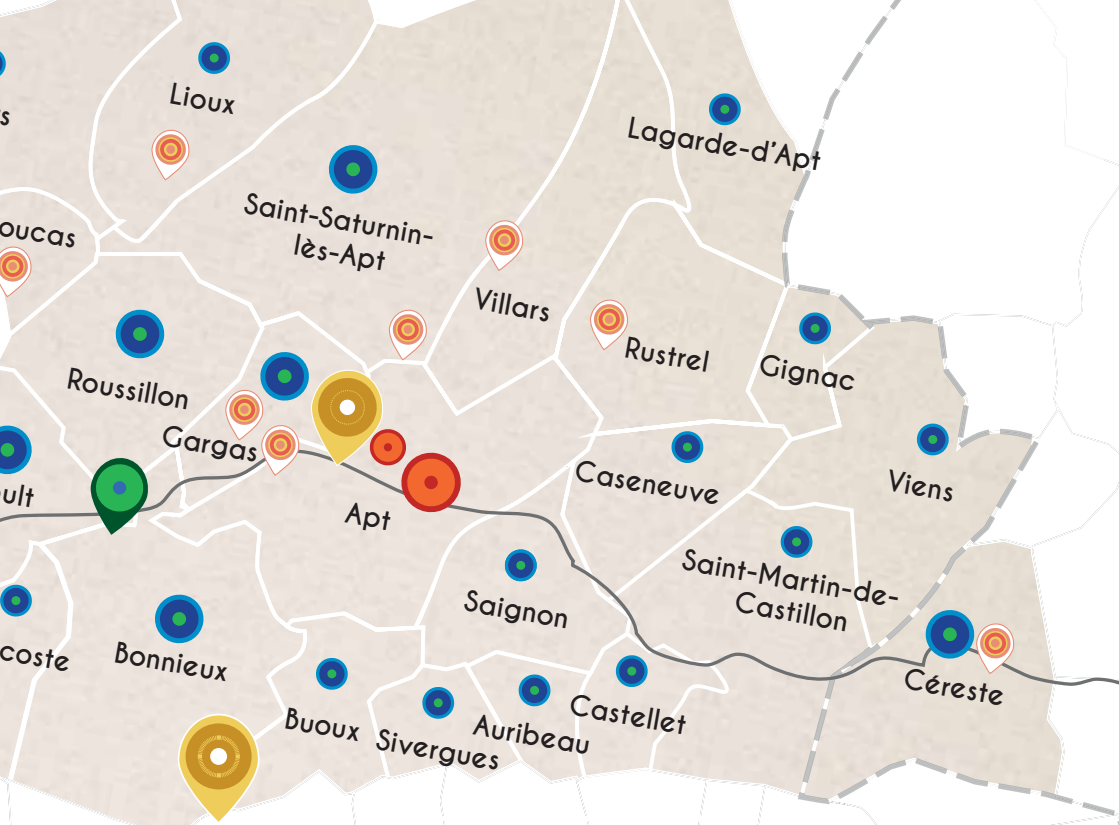 Lioux
Lagarde-d'Apt
Saint-Saturnin-
lès-Apt
oucas
Villars
Rustrel
Gignac
Roussillon
Gargas
Caseneuve
Viens
ult
Apt
Saint-Martin-de-
Castillon
Saignon
coste
Bonnieux
Céreste
Buoux
Sivergues
Auribeau
Castellet